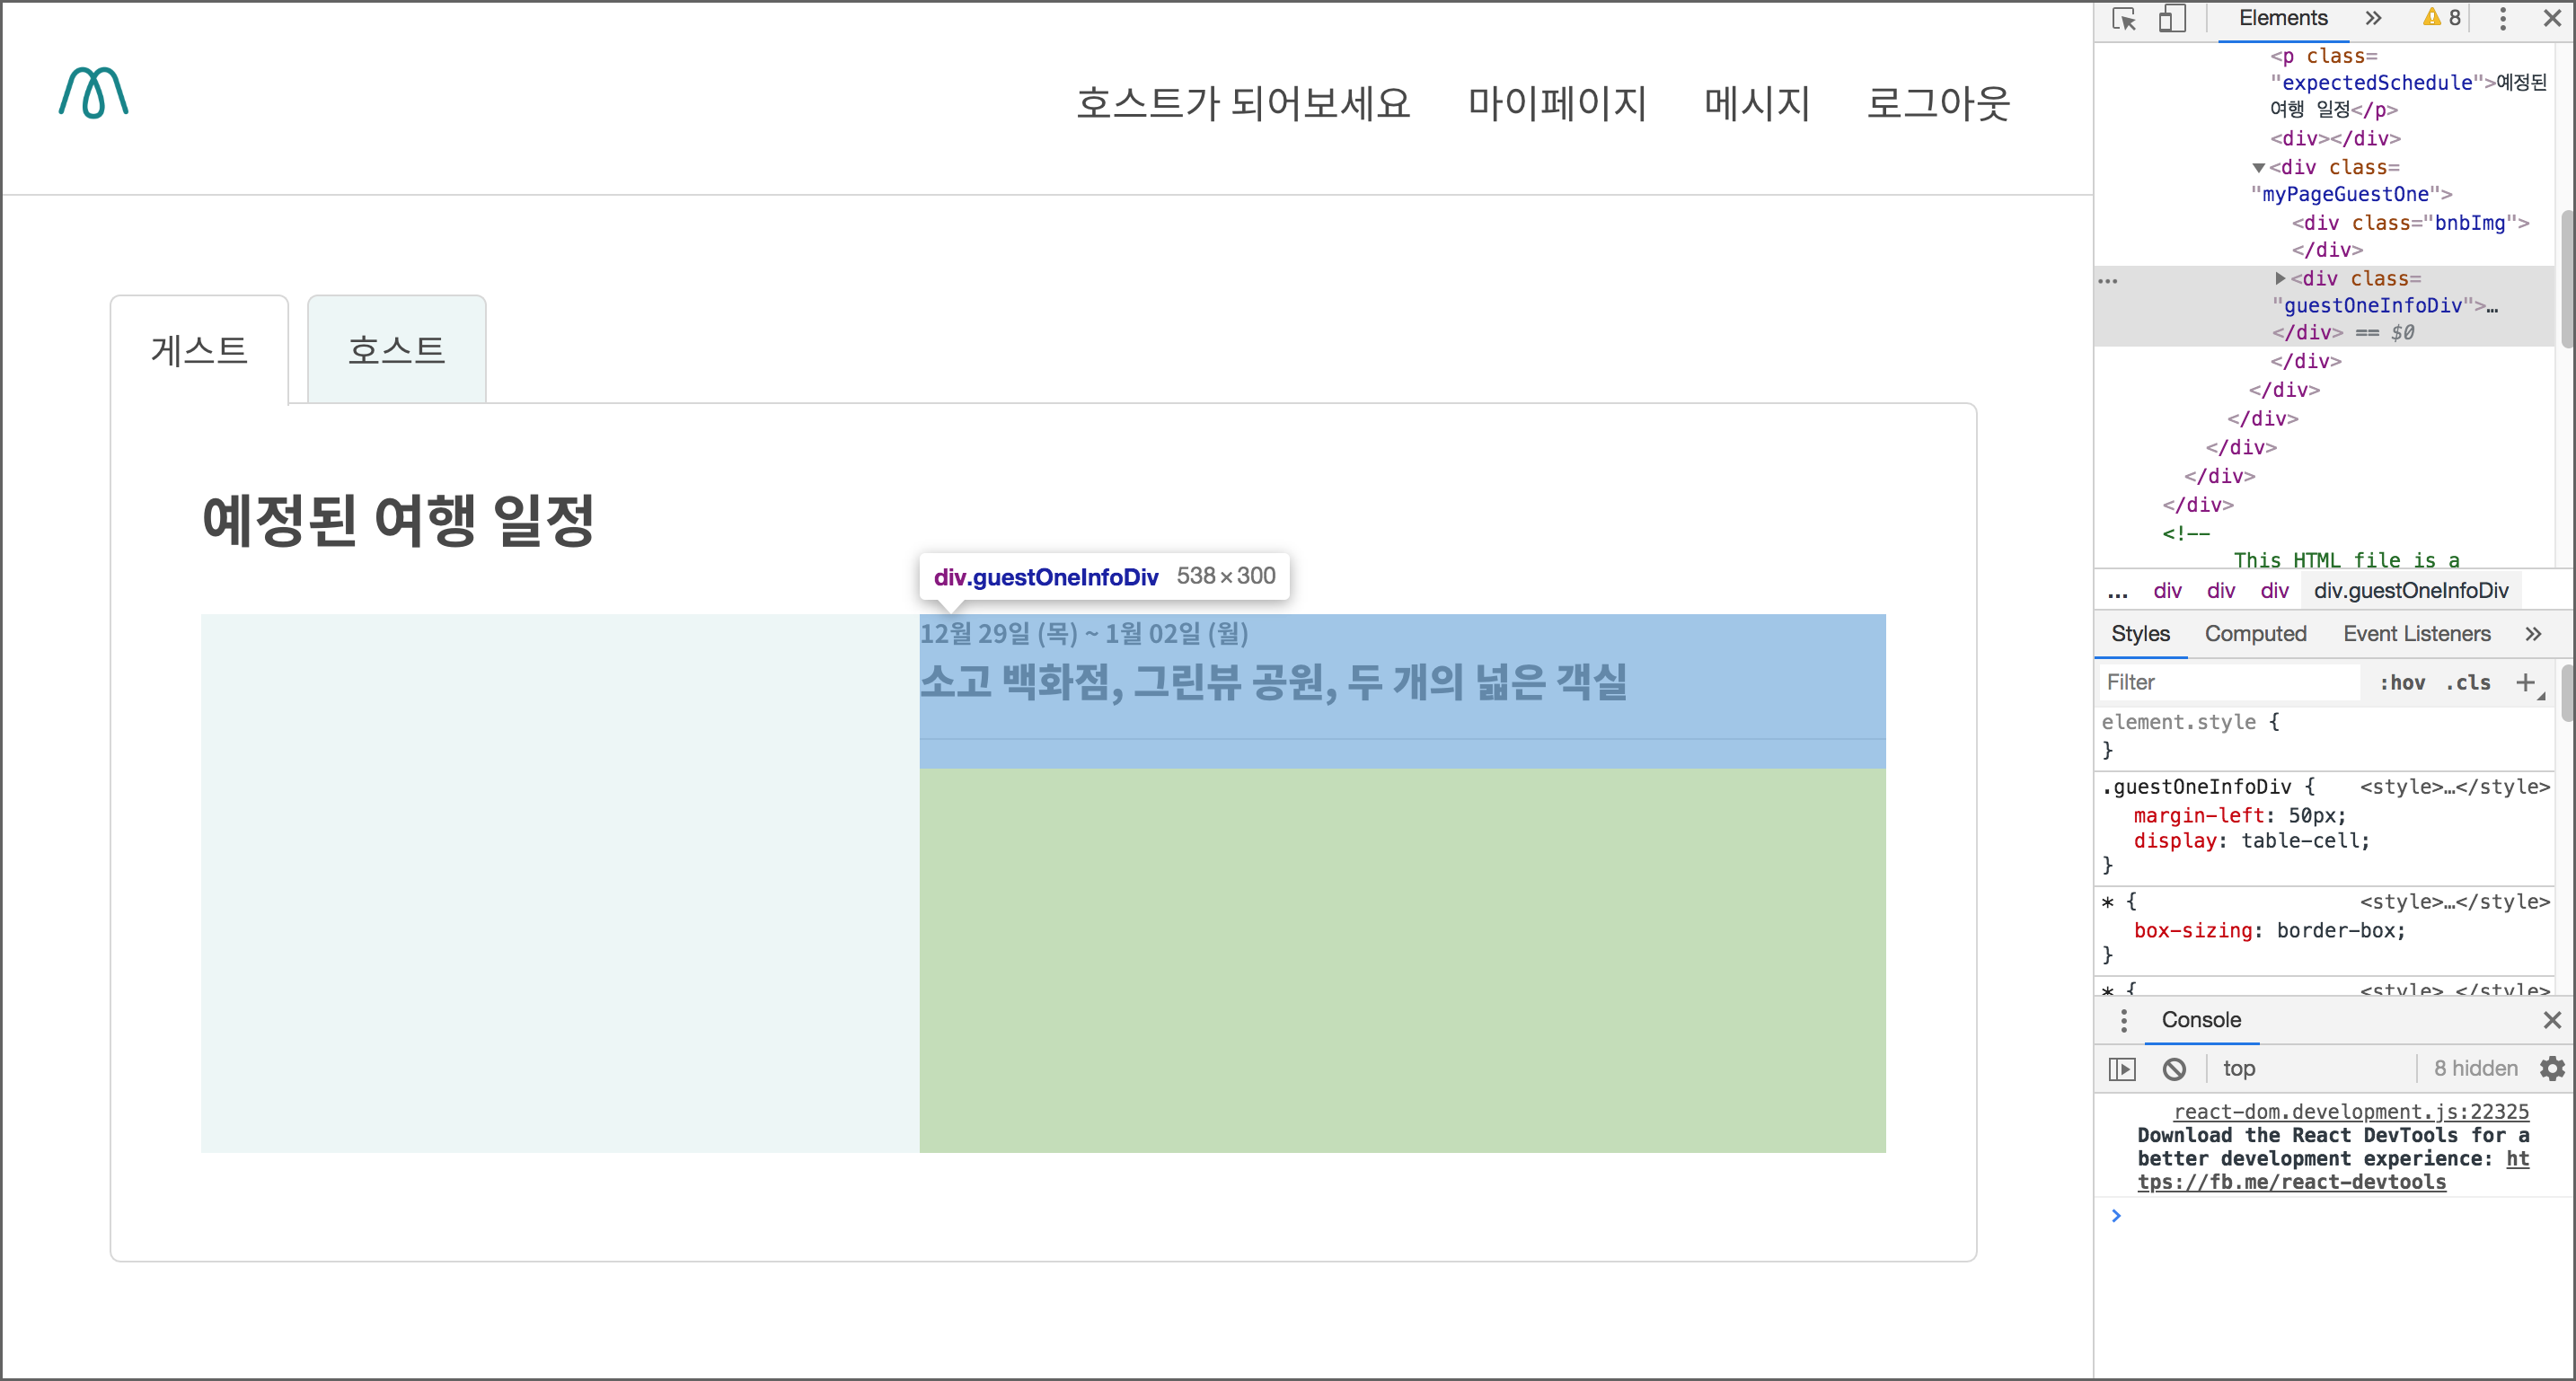 호스트가 되어보세요 마이페이지 메시지 로그아웃
게스트 호스트
예정된 여행 일정
div.guestOneInfoDiv 538×300
12월 29일 (목) ~ 1월 02일 (월)
소고 백화점, 그린뷰 공원, 두 개의 넓은 객실
Elements » 8
<p class=
"expectedSchedule">예정된
여행 일정</p>
<div></div>
▼<div class=
"myPageGuestOne">
<div class="bnbImg">
</div>
▶<div class=
"guestOneInfoDiv">…
</div> == $0
</div>
</div>
</div>
</div>
</div>
</div>
<!--
This HTML file is a
... div div div div.guestOneInfoDiv
Styles Computed Event Listeners »
Filter :hov .cls +
element.style {
}
.guestOneInfoDiv { <style>…</style>
margin-left: 50px;
display: table-cell;
}
* { <style>…</style>
box-sizing: border-box;
}
* { <style>…</style>
Console
top 8 hidden
react-dom.development.js:22325
Download the React DevTools for a
better development experience: ht
tps://fb.me/react-devtools
>